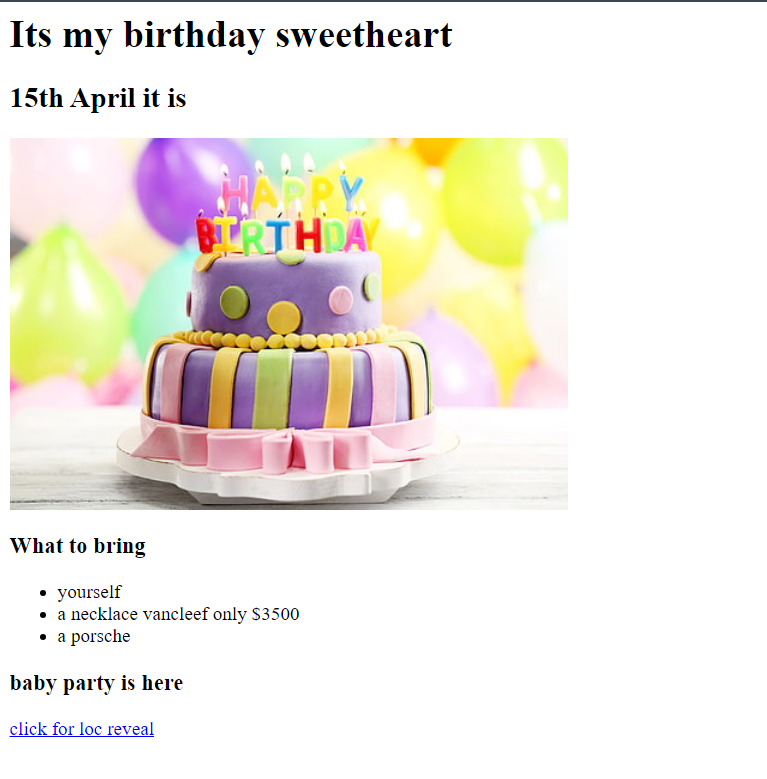 Its my birthday sweetheart
15th April it is
HAPPY
BIRTHDAY
What to bring
yourself
a necklace vancleef only $3500
a porsche
baby party is here
click for loc reveal